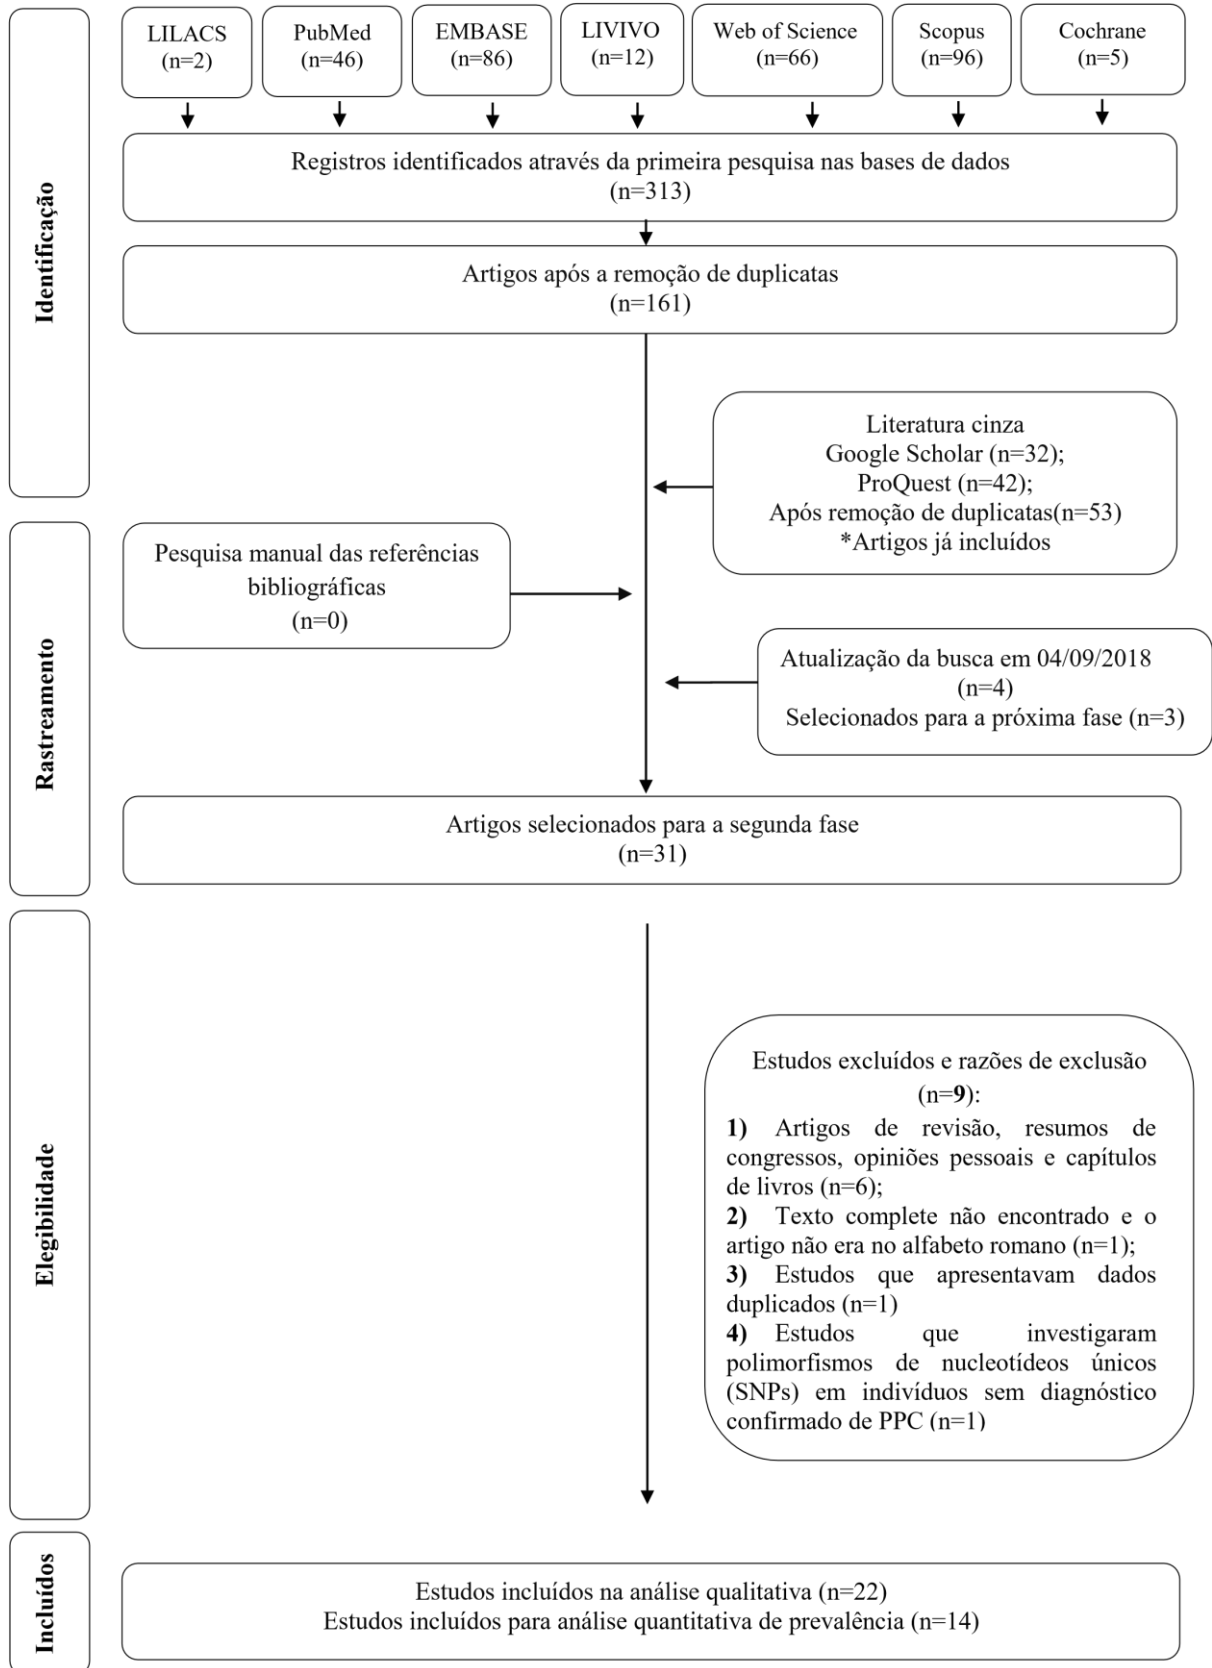 LILACS
(n=2)
PubMed
(n=46)
EMBASE
(n=86)
LIVIVO
(n=12)
Web of Science
(n=66)
Scopus
(n=96)
Cochrane
(n=5)
Identificação
Registros identificados através da primeira pesquisa nas bases de dados
(n=313)
Artigos após a remoção de duplicatas
(n=161)
Literatura cinza
Google Scholar (n=32);
ProQuest (n=42);
Após remoção de duplicatas(n=53)
*Artigos já incluídos
Rastreamento
Pesquisa manual das referências
bibliográficas
(n=0)
Atualização da busca em 04/09/2018
(n=4)
Selecionados para a próxima fase (n=3)
Artigos selecionados para a segunda fase
(n=31)
Elegibilidade
Estudos excluídos e razões de exclusão
(n=9):
1) Artigos de revisão, resumos de
congressos, opiniões pessoais e capítulos
de livros (n=6);
2) Texto complete não encontrado e o
artigo não era no alfabeto romano (n=1);
3) Estudos que apresentavam dados
duplicados (n=1)
4) Estudos que investigaram
polimorfismos de nucleotídeos únicos
(SNPs) em indivíduos sem diagnóstico
confirmado de PPC (n=1)
Incluídos
Estudos incluídos na análise qualitativa (n=22)
Estudos incluídos para análise quantitativa de prevalência (n=14)